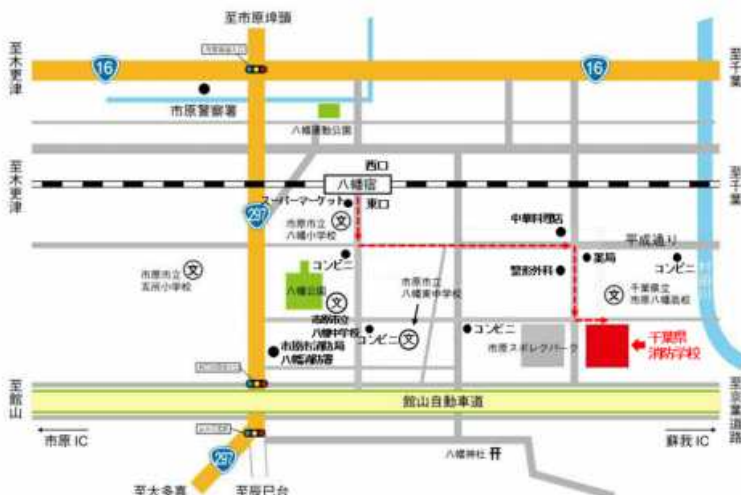 至市原埠頭
至木更津
16
16
至千葉
市原警察署
八幡運動公園
西口
至木更津
八幡宿
至千葉
スーパーマーケット
東口
297
文
市原市立
八幡小学校
中華料理店
平成通り
コンビニ
薬局
コンビニ
市原市立
五所小学校
文
八幡公園
文
市原市立
八幡東中学校
整形外科
文
千葉県立
市原八幡高校
市原市立
八幡中学校
コンビニ
文
コンビニ
市原スポレクパーク
千葉県
消防学校
市原市消防局
八幡消防署
至館山
館山自動車道
至京葉道路
市原 IC
蘇我 IC
297
八幡神社
至大多喜
至辰巳台